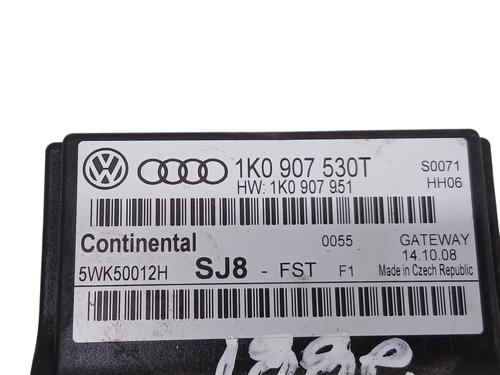 1K0 907 530T S0071
HW: 1K0 907 951 HH06
Continental 0055 GATEWAY
14.10.08
5WK50012H SJ8 - FST F1 Made in Czech Republic